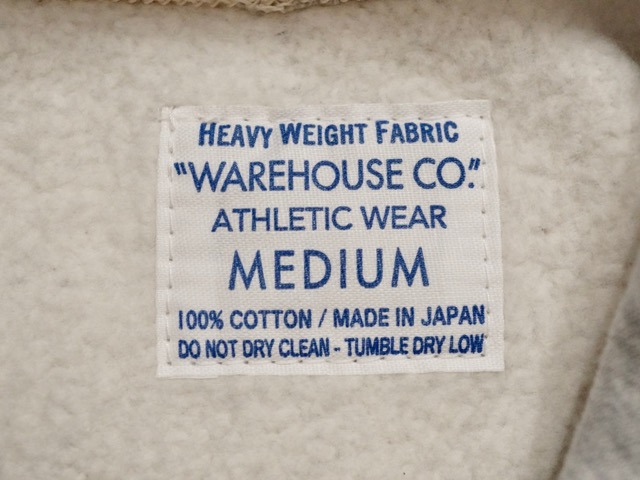 HEAVY WEIGHT FABRIC
"WAREHOUSE CO."
ATHLETIC WEAR
MEDIUM
100% COTTON / MADE IN JAPAN
DO NOT DRY CLEAN - TUMBLE DRY LOW